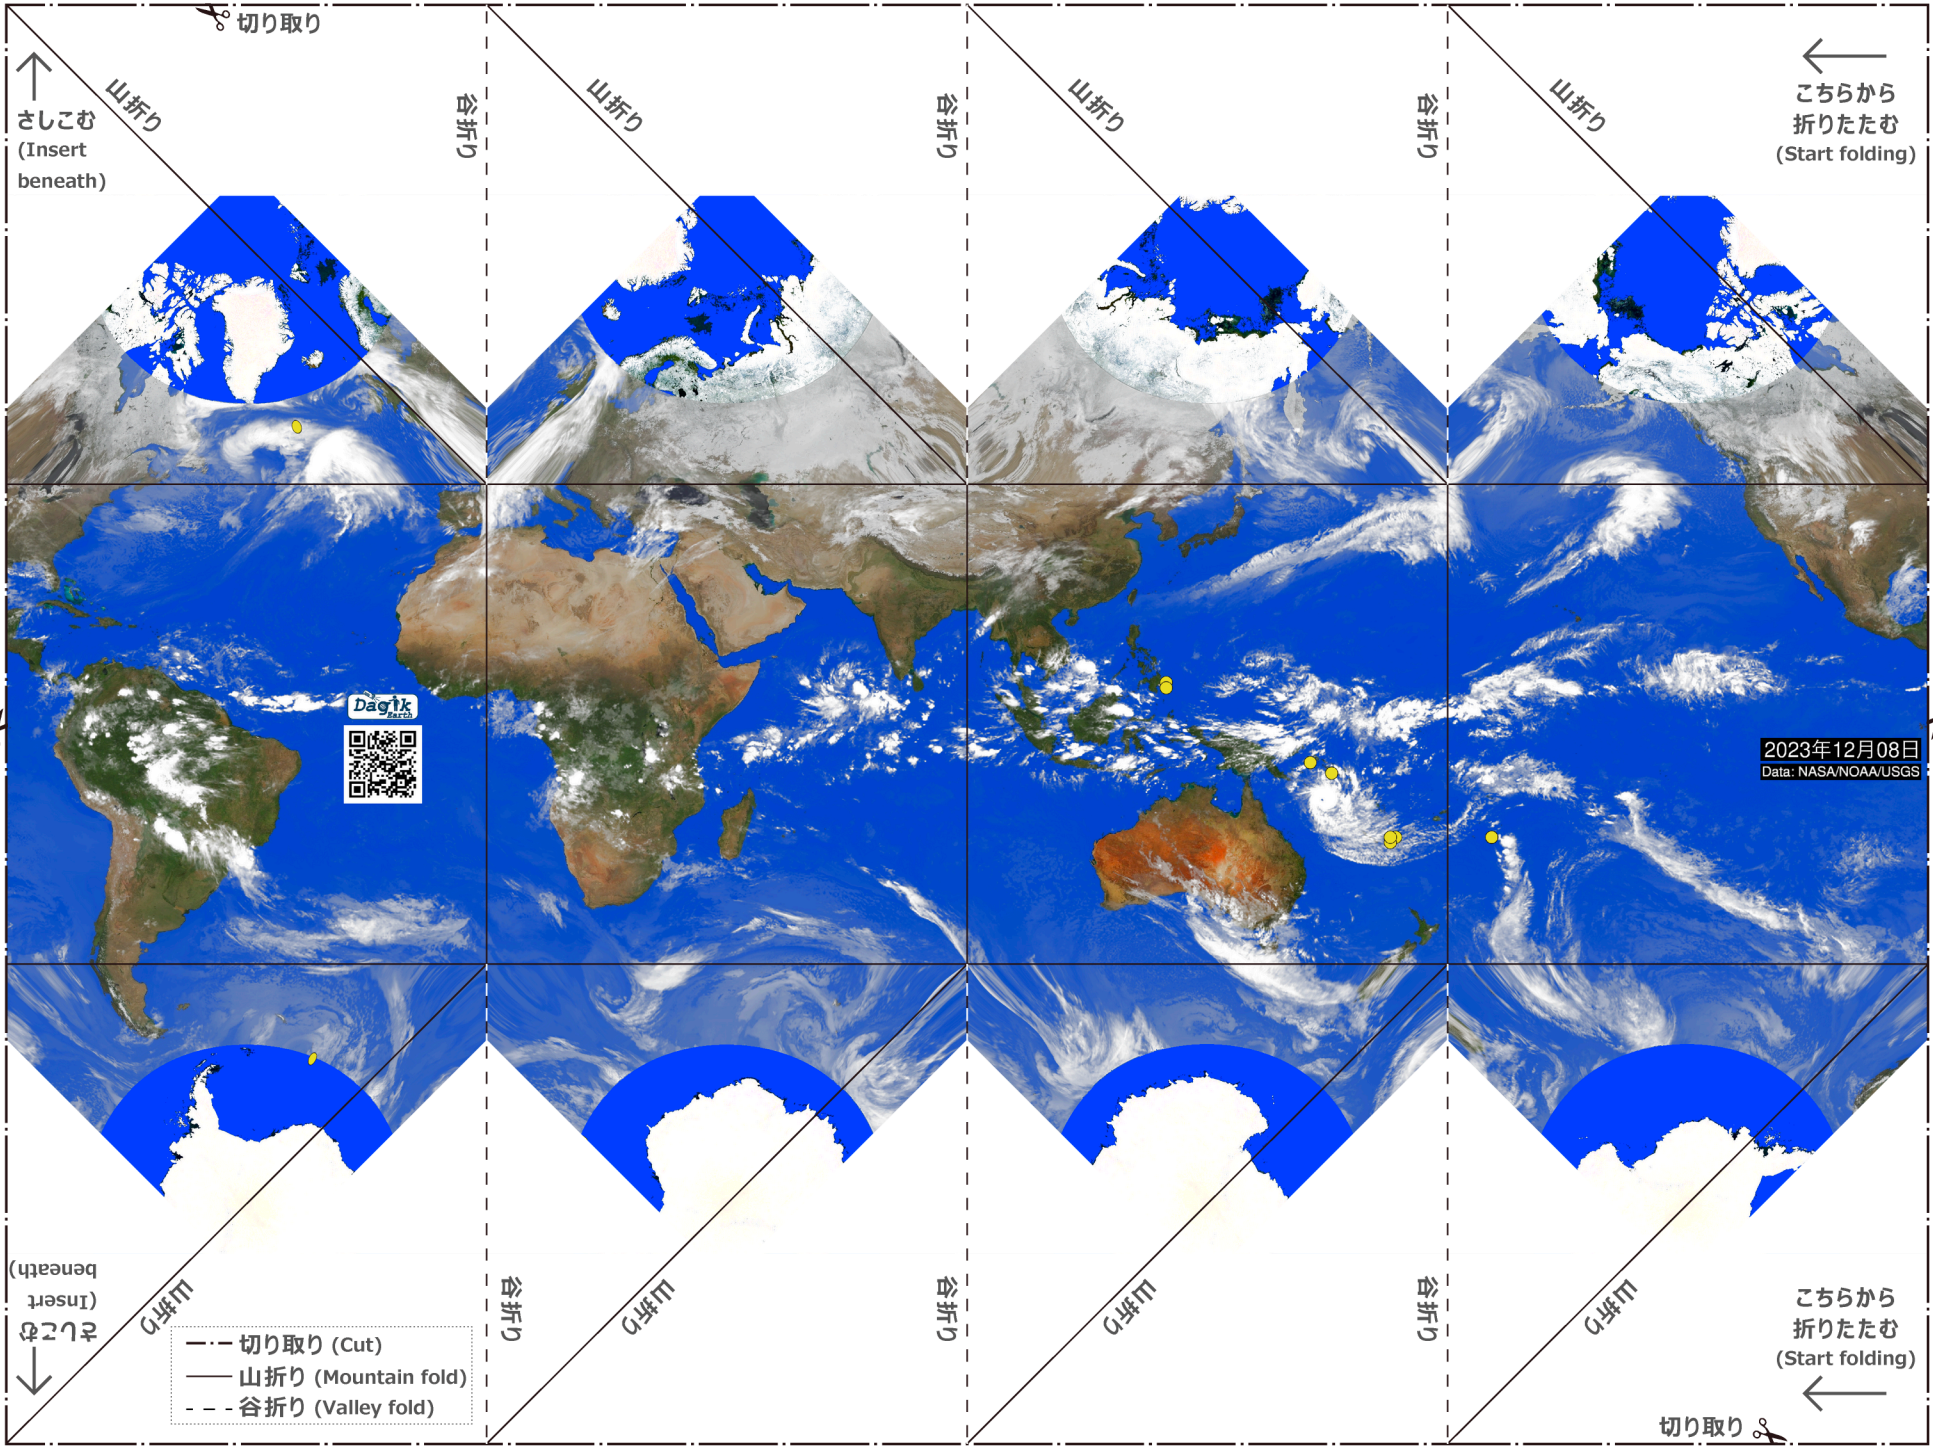 切り取り
さしこむ
(Insert
beneath)
山折り
谷折り
山折り
谷折り
山折り
谷折り
山折り
こちらから
折りたたむ
(Start folding)
Dagik
Earth
2023年12月08日
Data: NASA/NOAA/USGS
さしこむ
(Insert
beneath)
山折り
谷折り
山折り
谷折り
山折り
谷折り
山折り
こちらから
折りたたむ
(Start folding)
切り取り (Cut)
山折り (Mountain fold)
谷折り (Valley fold)
切り取り